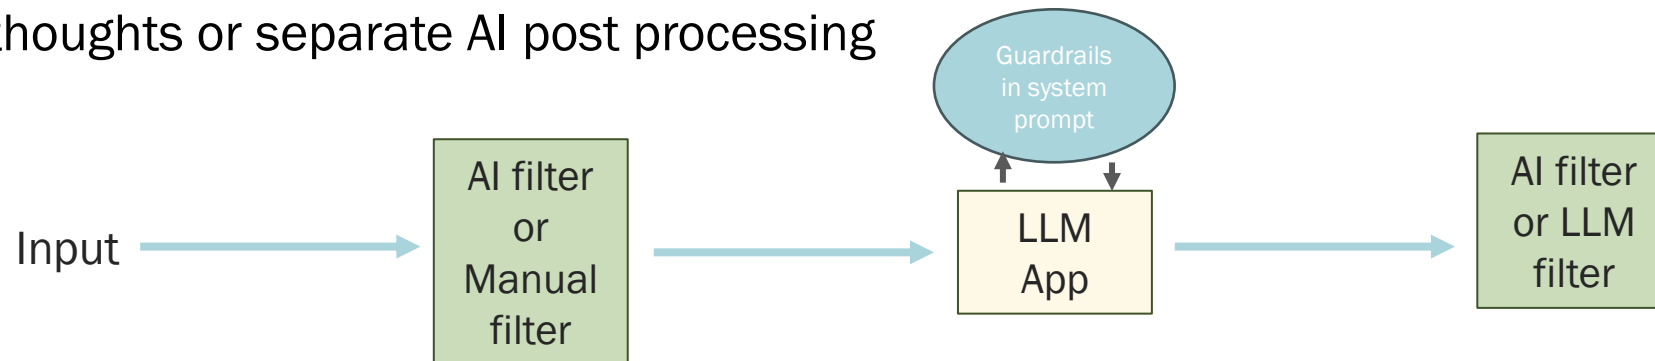 thoughts or separate AI post processing
Guardrails
in system
prompt
Input
AI filter
or
Manual
filter
LLM
App
AI filter
or LLM
filter